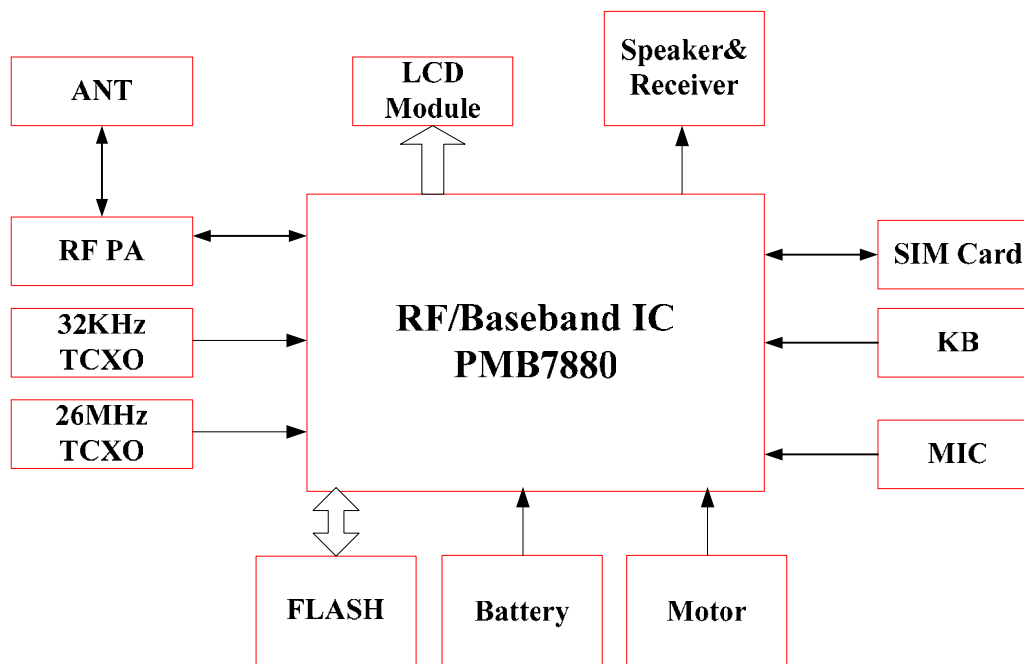 Speaker&
Receiver
LCD
Module
ANT
RF PA
SIM Card
32KHz
TCXO
RF/Baseband IC
PMB7880
KB
26MHz
TCXO
MIC
FLASH
Battery
Motor